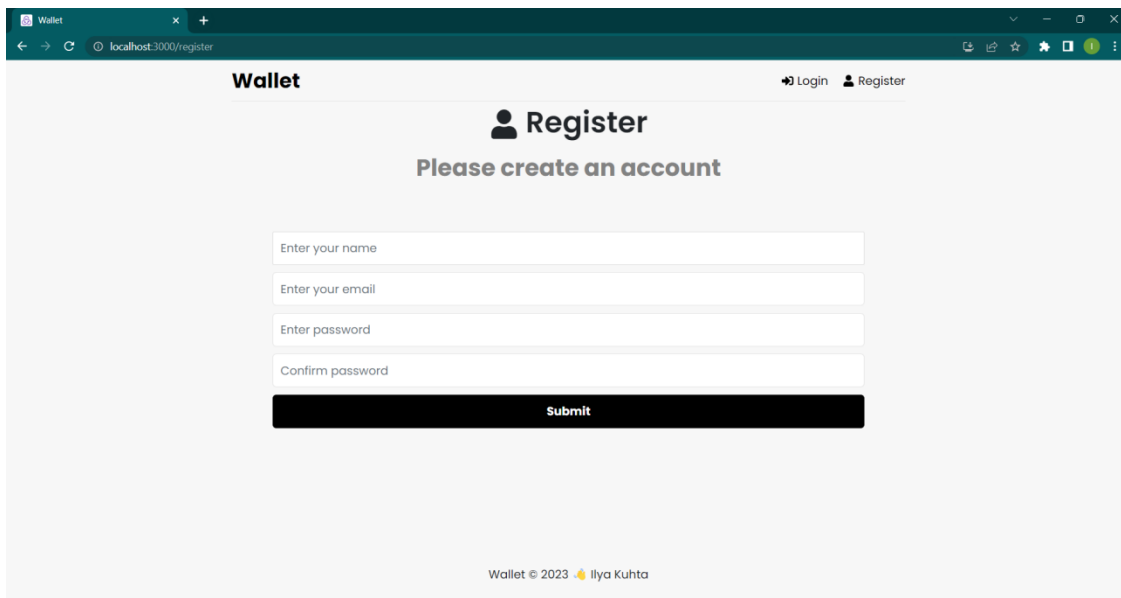 Wallet
localhost:3000/register
I
Wallet
Login Register
Register
Please create an account
Enter your name
Enter your email
Enter password
Confirm password
Submit
Wallet © 2023 👋 Ilya Kuhta